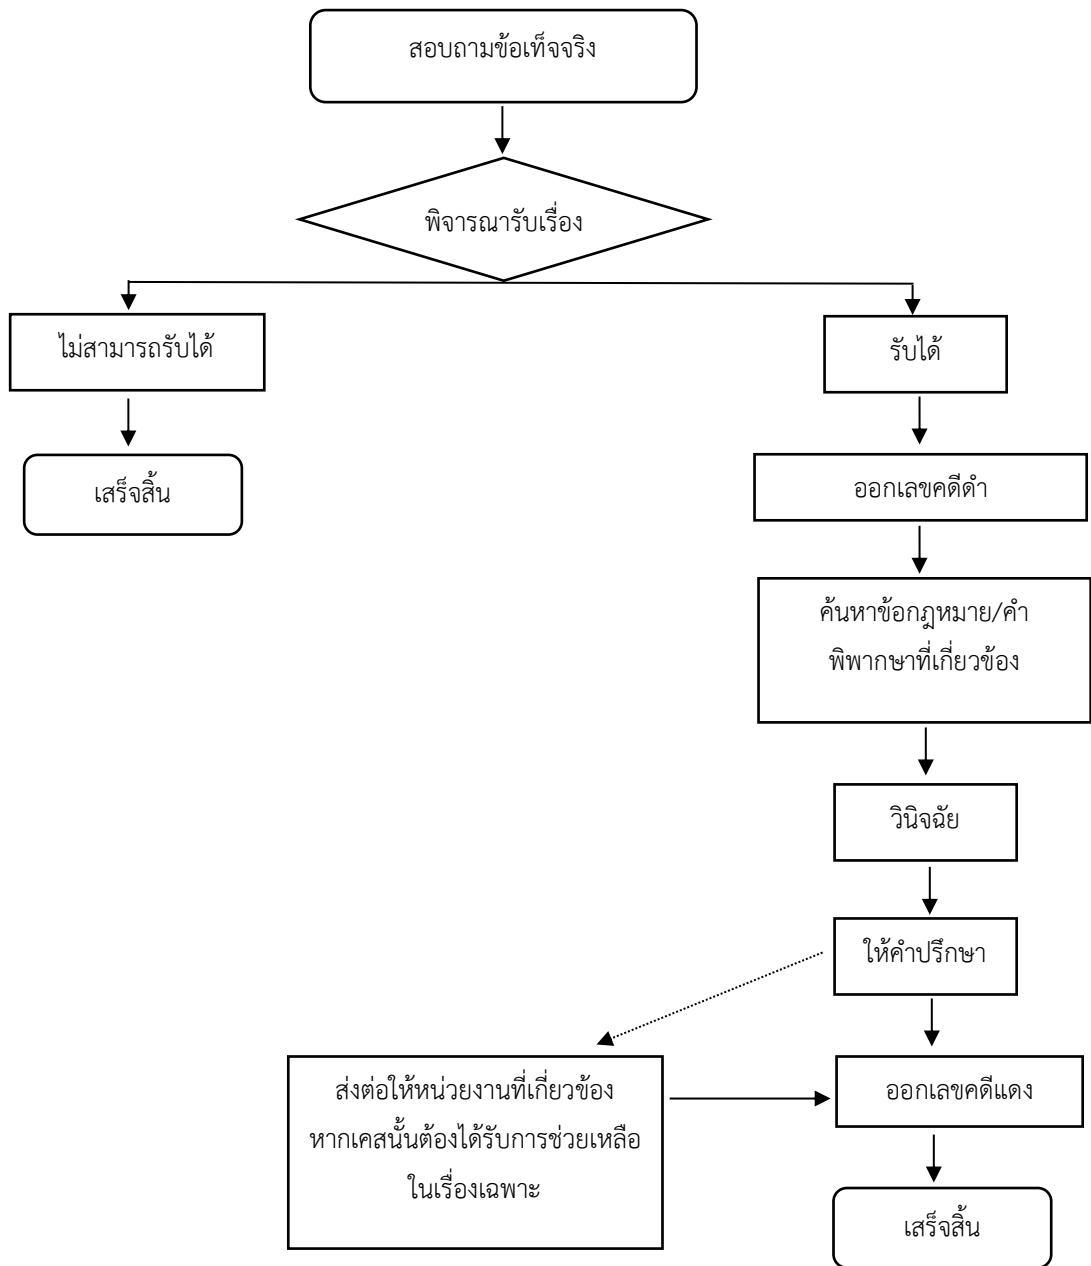 สอบถามข้อเท็จจริง
พิจารณารับเรื่อง
ไม่สามารถรับได้
รับได้
เสร็จสิ้น
ออกเลขคดีดำ
ค้นหาข้อกฎหมาย/คำ
พิพากษาที่เกี่ยวข้อง
วินิจฉัย
ให้คำปรึกษา
ส่งต่อให้หน่วยงานที่เกี่ยวข้อง
หากเคสนั้นต้องได้รับการช่วยเหลือ
ในเรื่องเฉพาะ
ออกเลขคดีแดง
เสร็จสิ้น